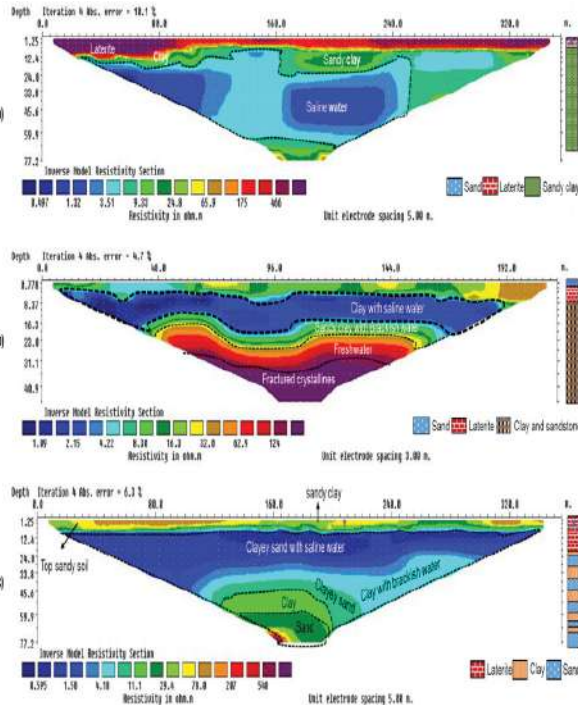 Depth Iteration 4 Abs. error = 10.1 %
0.0 80.0 160.0 240.0 320.0
1.25
12.4
24.8
33.8
45.6
59.9
77.2
Laterite
Clay
Sandy clay
Saline water
Inverse Model Resistivity Section
0.497 1.32 3.51 9.33 24.8 65.9 175 466
Resistivity in ohm.m
Unit electrode spacing 5.00 m.
Sand Laterite Sandy clay
Depth Iteration 4 Abs. error = 4.7 %
0.0 48.0 96.0 144.0 192.0
8.37
16.3
22.0
31.1
40.9
Clay with saline water
Freshwater
Fractured crystallines
Inverse Model Resistivity Section
1.09 2.15 4.22 8.30 16.3 32.0 62.9 124
Resistivity in ohm.m
Unit electrode spacing 3.00 m.
Sand Laterite Clay and sandstone
sandy clay
Depth Iteration 4 Abs. error = 6.3 %
0.0 80.0 160.0 240.0 320.0
1.25
12.4
33.8
45.6
59.9
77.2
Top sandy soil
Clayey sand with saline water
Clay
Sand
Clayey sand
Clay with brackish water
Inverse Model Resistivity Section
0.595 1.58 4.18 11.1 29.4 78.0 207 548
Resistivity in ohm.m
Unit electrode spacing 5.00 m.
Laterite Clay Sand